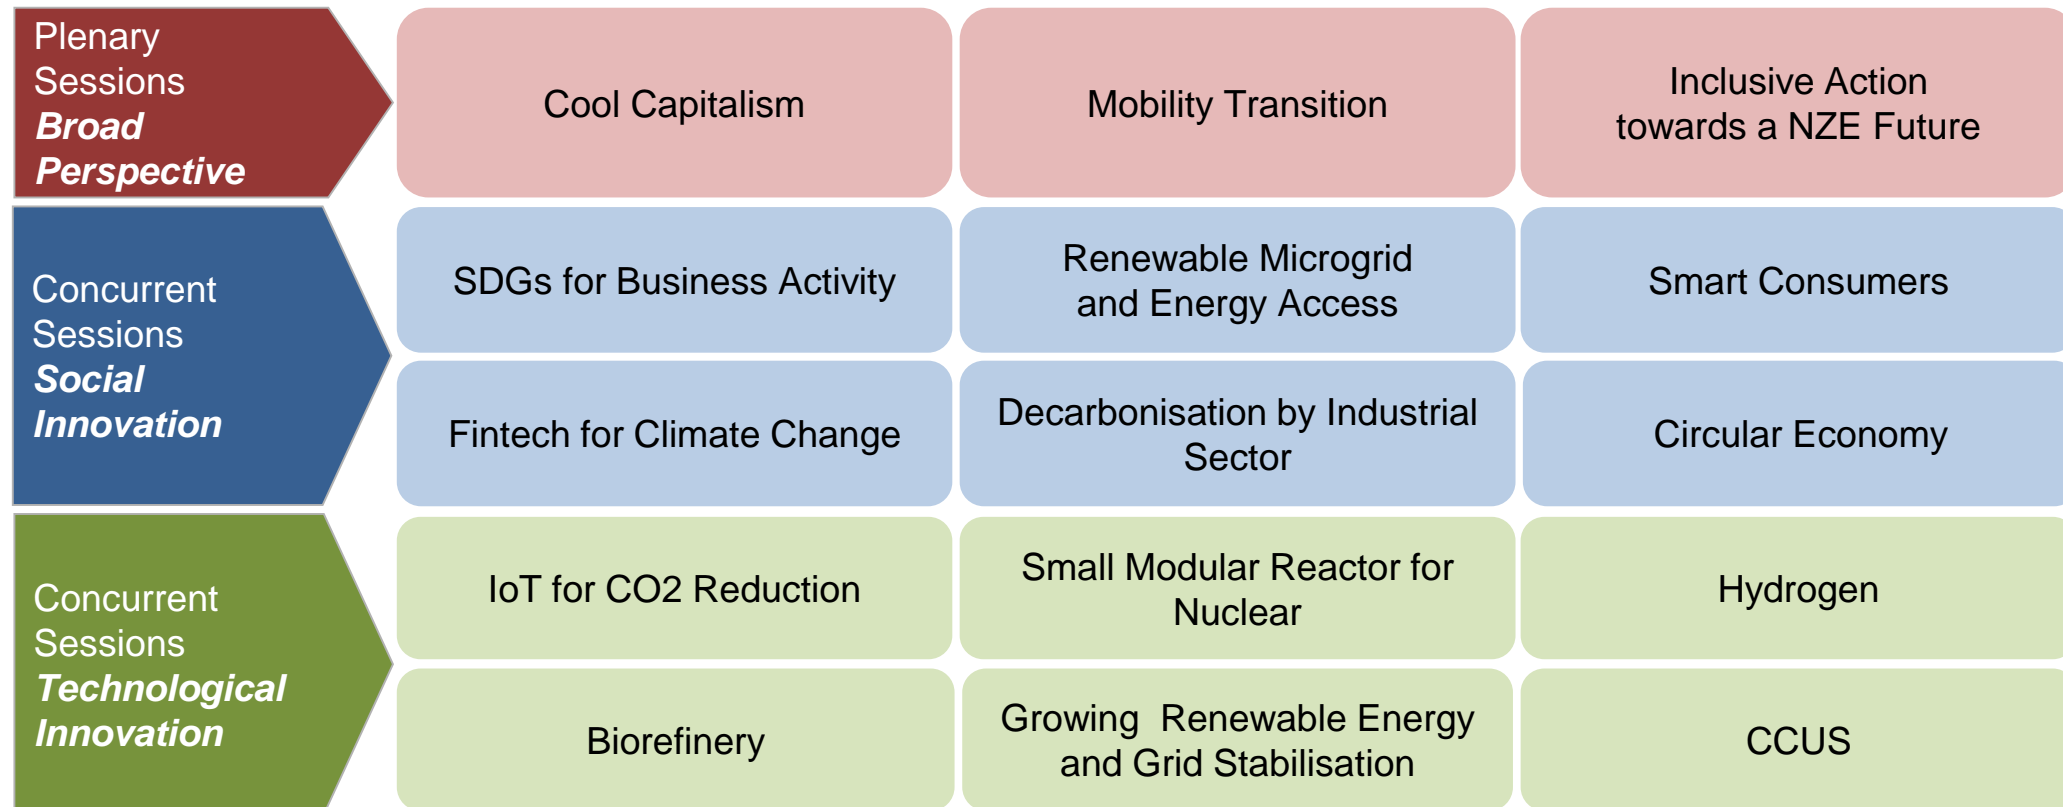 Plenary
Sessions
Broad
Perspective
Cool Capitalism
Mobility Transition
Inclusive Action
towards a NZE Future
Concurrent
Sessions
Social
Innovation
SDGs for Business Activity
Renewable Microgrid
and Energy Access
Smart Consumers
Fintech for Climate Change
Decarbonisation by Industrial
Sector
Circular Economy
Concurrent
Sessions
Technological
Innovation
IoT for CO2 Reduction
Small Modular Reactor for
Nuclear
Hydrogen
Biorefinery
Growing  Renewable Energy
and Grid Stabilisation
CCUS